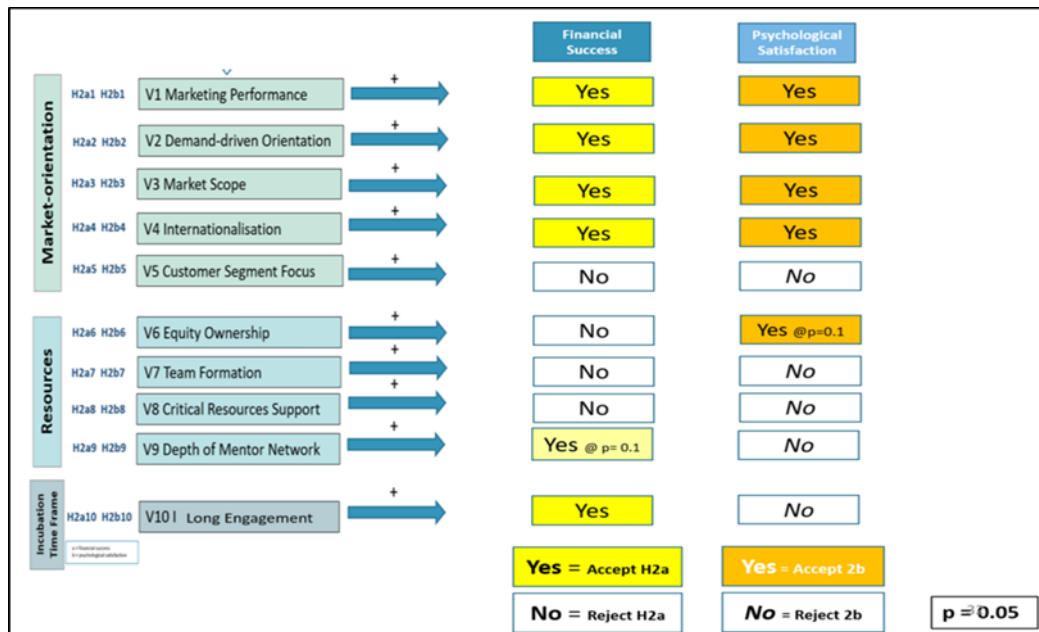 Financial Success
Psychological Satisfaction
Market-orientation
H2a1 H2b1 V1 Marketing Performance + Yes Yes
H2a2 H2b2 V2 Demand-driven Orientation + Yes Yes
H2a3 H2b3 V3 Market Scope + Yes Yes
H2a4 H2b4 V4 Internationalisation + Yes Yes
H2a5 H2b5 V5 Customer Segment Focus + No No
Resources
H2a6 H2b6 V6 Equity Ownership + No Yes @p=0.1
H2a7 H2b7 V7 Team Formation + No No
H2a8 H2b8 V8 Critical Resources Support + No No
H2a9 H2b9 V9 Depth of Mentor Network + Yes @ p= 0.1 No
Incubation Time Frame
H2a10 H2b10 V10 I Long Engagement + Yes No
a = financial success
b = psychological satisfaction
Yes = Accept H2a Yes = Accept 2b
No = Reject H2a No = Reject 2b
p = 0.05